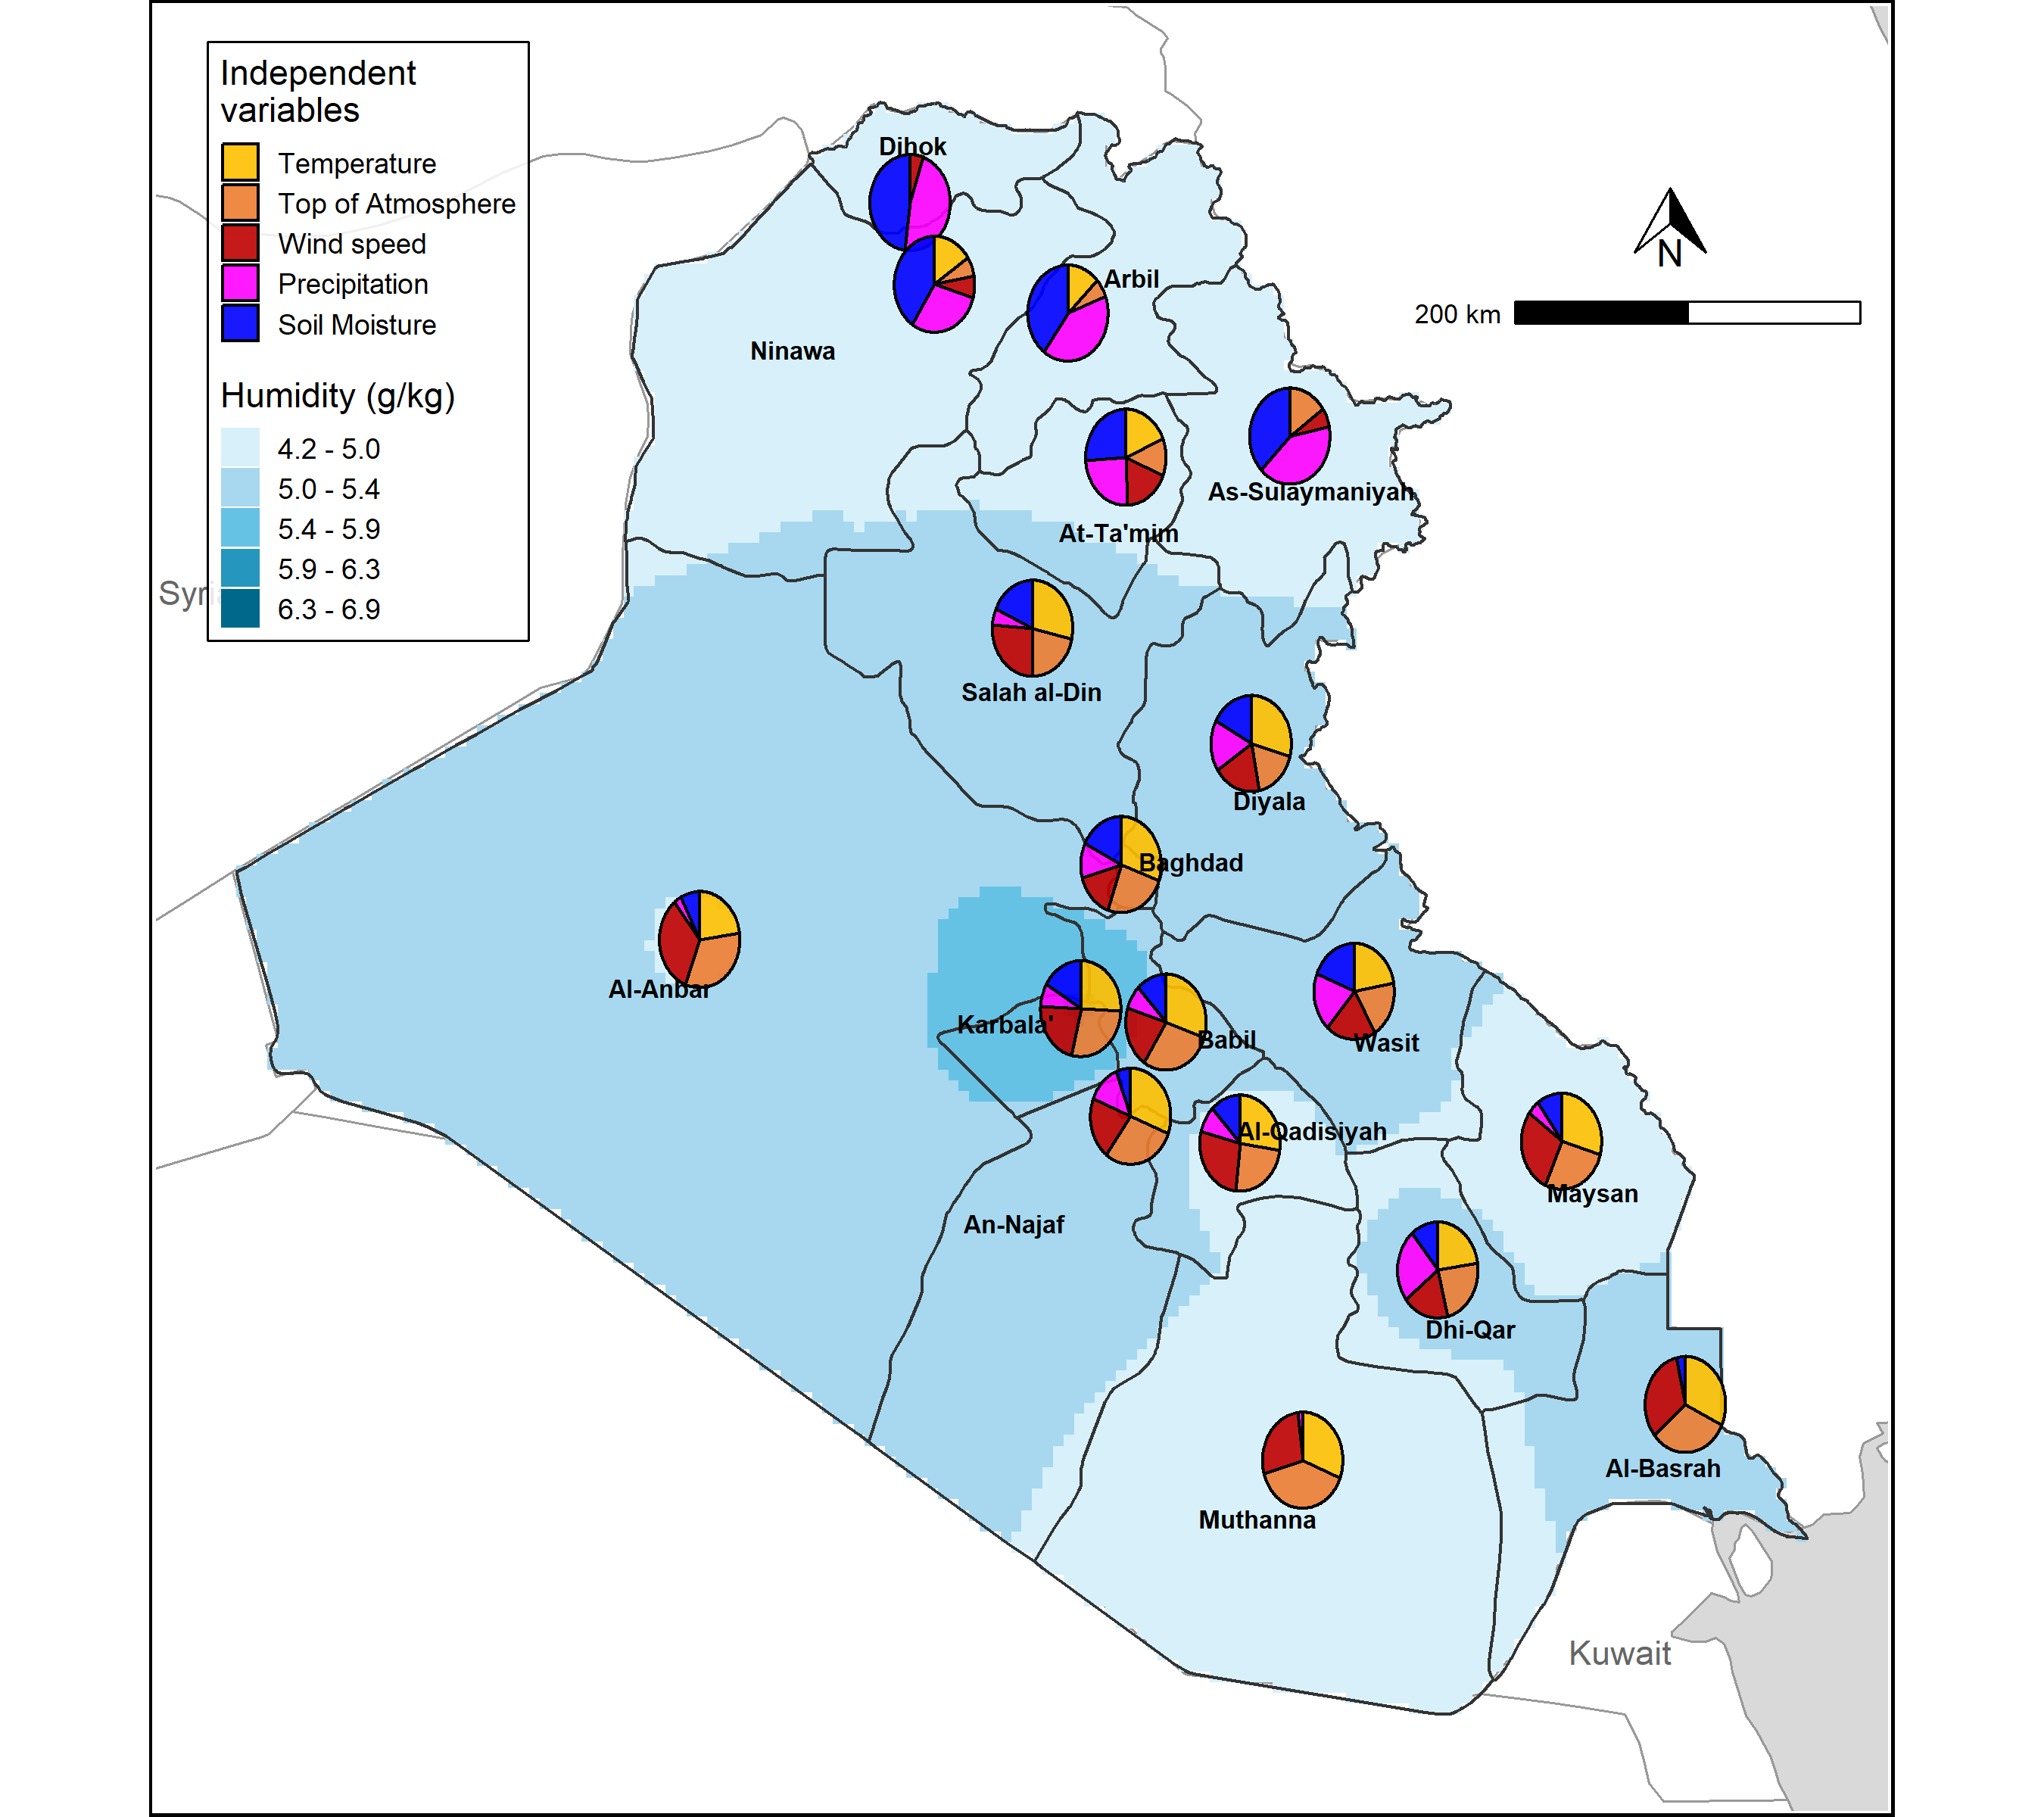 Independent
variables
Temperature
Top of Atmosphere
Wind speed
Precipitation
Soil Moisture
Humidity (g/kg)
4.2 - 5.0
5.0 - 5.4
5.4 - 5.9
5.9 - 6.3
6.3 - 6.9
Syria
N
200 km
Dihok
Arbil
Ninawa
As-Sulaymaniyah
At-Ta'mim
Salah al-Din
Diyala
Baghdad
Al-Anbar
Karbala'
Babil
Wasit
Al-Qadisiyah
Maysan
An-Najaf
Dhi-Qar
Al-Basrah
Muthanna
Kuwait